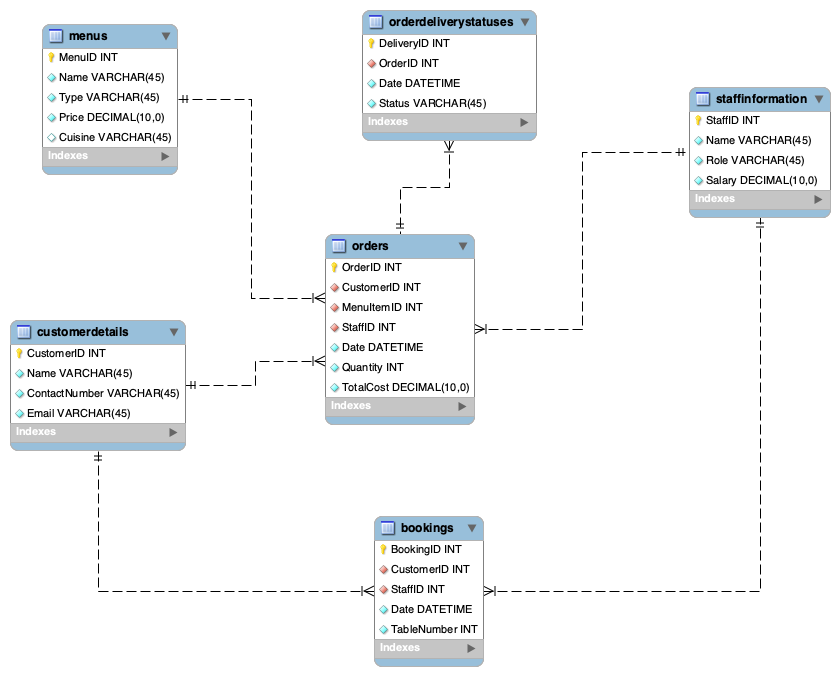 menus
MenuID INT
Name VARCHAR(45)
Type VARCHAR(45)
Price DECIMAL(10,0)
Cuisine VARCHAR(45)
Indexes
orderdeliverystatuses
DeliveryID INT
OrderID INT
Date DATETIME
Status VARCHAR(45)
Indexes
staffinformation
StaffID INT
Name VARCHAR(45)
Role VARCHAR(45)
Salary DECIMAL(10,0)
Indexes
orders
OrderID INT
CustomerID INT
MenuItemID INT
StaffID INT
Date DATETIME
Quantity INT
TotalCost DECIMAL(10,0)
Indexes
customerdetails
CustomerID INT
Name VARCHAR(45)
ContactNumber VARCHAR(45)
Email VARCHAR(45)
Indexes
bookings
BookingID INT
CustomerID INT
StaffID INT
Date DATETIME
TableNumber INT
Indexes